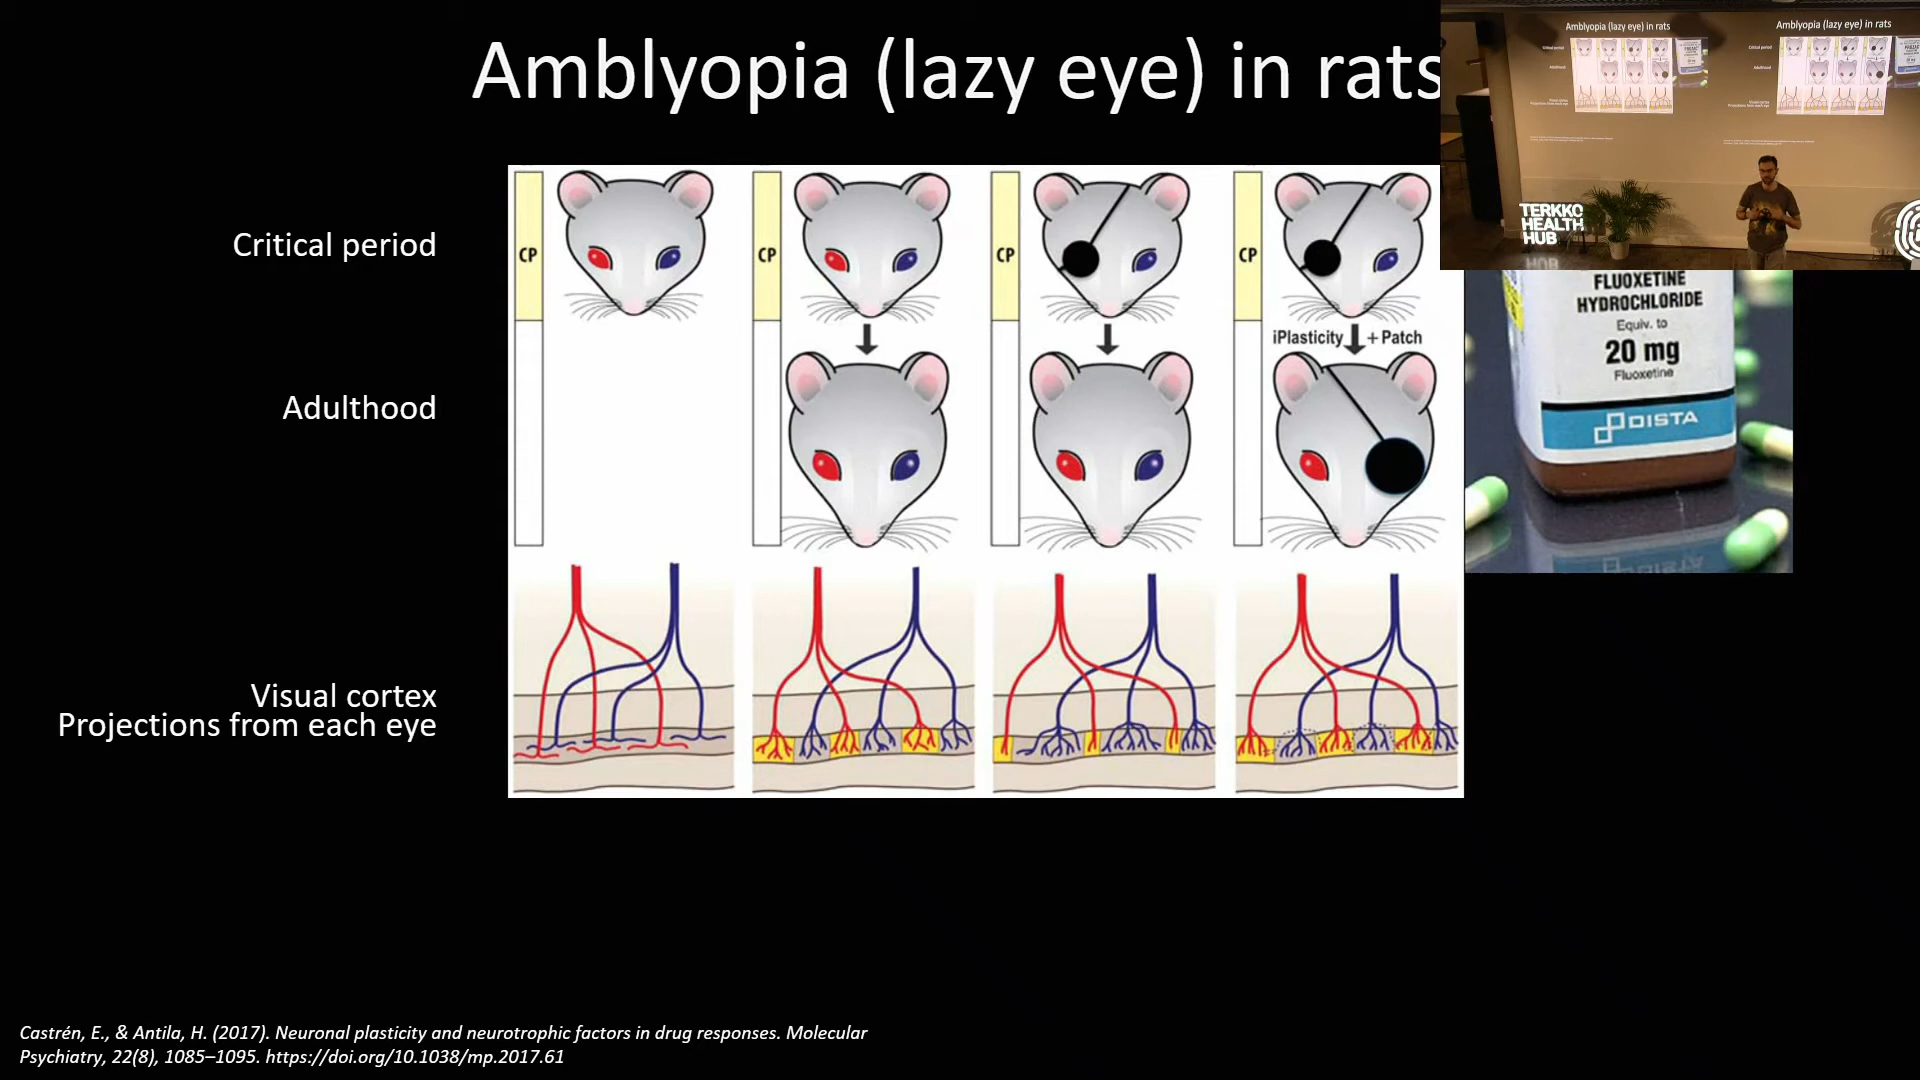 Amblyopia (lazy eye) in rats
Amblyopia (lazy eye) in rats
Amblyopia (lazy eye) in rats
TERKKO
HEALTH
HUB
Critical period
CP
CP
CP
CP
FLUOXETINE
HYDROCHLORIDE
Equiv. to
20 mg
Fluoxetine
DISTA
iPlasticity + Patch
Adulthood
Visual cortex
Projections from each eye
Castrén, E., & Antila, H. (2017). Neuronal plasticity and neurotrophic factors in drug responses. Molecular
Psychiatry, 22(8), 1085–1095. https://doi.org/10.1038/mp.2017.61